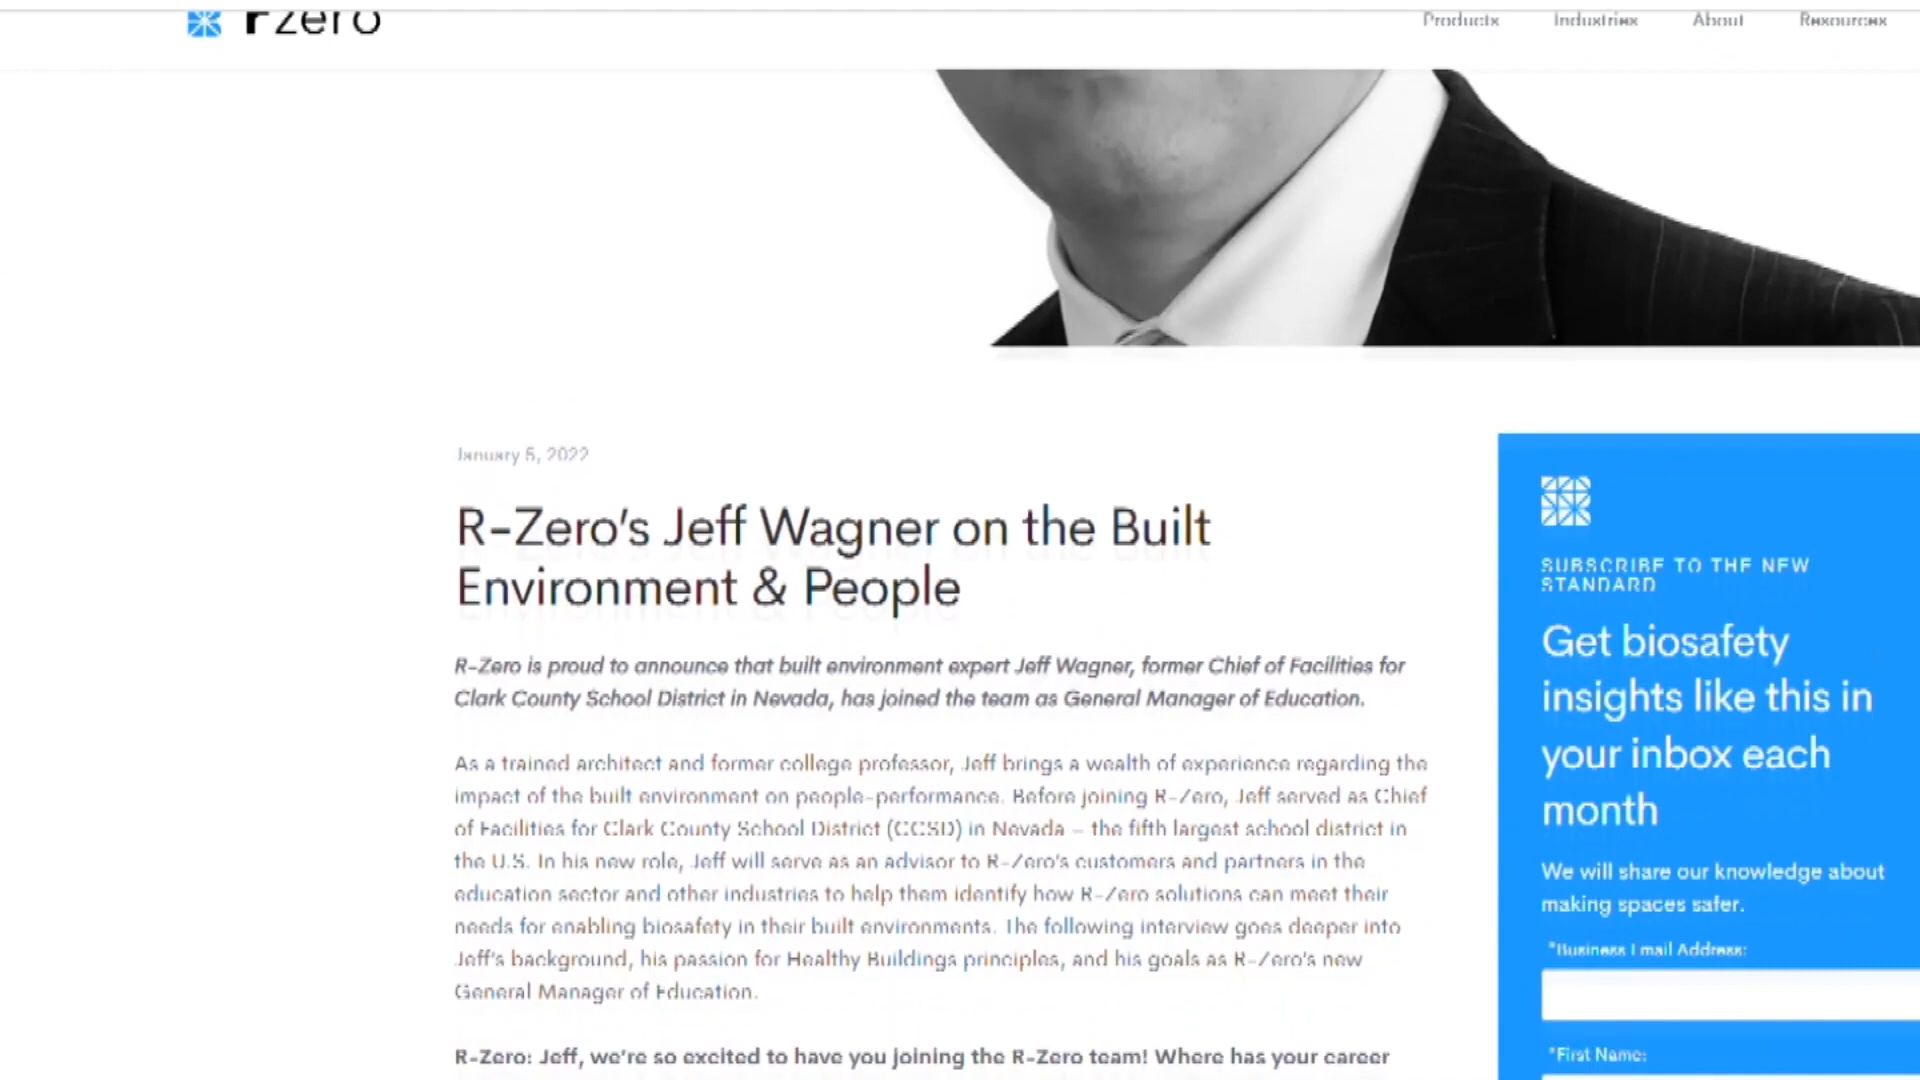 rzero
Products Industries About Resources
January 5, 2022
R-Zero's Jeff Wagner on the Built
Environment & People
R-Zero is proud to announce that built environment expert Jeff Wagner, former Chief of Facilities for
Clark County School District in Nevada, has joined the team as General Manager of Education.
As a trained architect and former college professor, Jeff brings a wealth of experience regarding the
impact of the built environment on people-performance. Before joining R-Zero, Jeff served as Chief
of Facilities for Clark County School District (CCSD) in Nevada – the fifth largest school district in
the U.S. In his new role, Jeff will serve as an advisor to R-Zero's customers and partners in the
education sector and other industries to help them identify how R-Zero solutions can meet their
needs for enabling biosafety in their built environments. The following interview goes deeper into
Jeff's background, his passion for Healthy Buildings principles, and his goals as R-Zero's new
General Manager of Education.
R-Zero: Jeff, we're so excited to have you joining the R-Zero team! Where has your career
SUBSCRIBE TO THE NEW
STANDARD
Get biosafety
insights like this in
your inbox each
month
We will share our knowledge about
making spaces safer.
*Business Email Address:
*First Name: